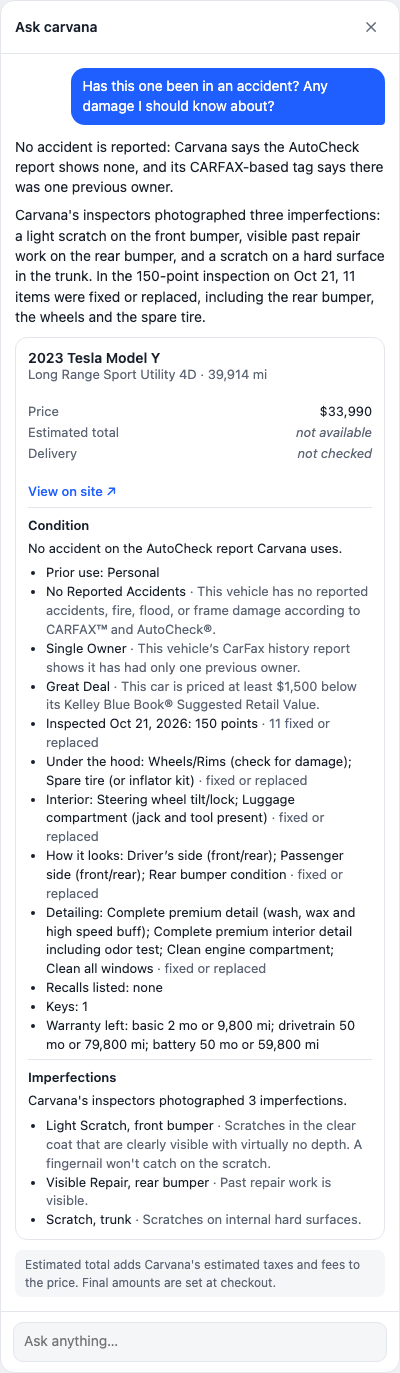 Ask carvana
Has this one been in an accident? Any
damage I should know about?
No accident is reported: Carvana says the AutoCheck
report shows none, and its CARFAX-based tag says there
was one previous owner.
Carvana's inspectors photographed three imperfections:
a light scratch on the front bumper, visible past repair
work on the rear bumper, and a scratch on a hard surface
in the trunk. In the 150-point inspection on Oct 21, 11
items were fixed or replaced, including the rear bumper,
the wheels and the spare tire.
2023 Tesla Model Y
Long Range Sport Utility 4D · 39,914 mi
Price $33,990
Estimated total not available
Delivery not checked
View on site ↗
Condition
No accident on the AutoCheck report Carvana uses.
• Prior use: Personal
• No Reported Accidents · This vehicle has no reported
accidents, fire, flood, or frame damage according to
CARFAX™ and AutoCheck®.
• Single Owner · This vehicle’s CarFax history report
shows it has had only one previous owner.
• Great Deal · This car is priced at least $1,500 below
its Kelley Blue Book® Suggested Retail Value.
• Inspected Oct 21, 2026: 150 points · 11 fixed or
replaced
• Under the hood: Wheels/Rims (check for damage);
Spare tire (or inflator kit) · fixed or replaced
• Interior: Steering wheel tilt/lock; Luggage
compartment (jack and tool present) · fixed or
replaced
• How it looks: Driver’s side (front/rear); Passenger
side (front/rear); Rear bumper condition · fixed or
replaced
• Detailing: Complete premium detail (wash, wax and
high speed buff); Complete premium interior detail
including odor test; Clean engine compartment;
Clean all windows · fixed or replaced
• Recalls listed: none
• Keys: 1
• Warranty left: basic 2 mo or 9,800 mi; drivetrain 50
mo or 79,800 mi; battery 50 mo or 59,800 mi
Imperfections
Carvana's inspectors photographed 3 imperfections.
• Light Scratch, front bumper · Scratches in the clear
coat that are clearly visible with virtually no depth. A
fingernail won't catch on the scratch.
• Visible Repair, rear bumper · Past repair work is
visible.
• Scratch, trunk · Scratches on internal hard surfaces.
Estimated total adds Carvana's estimated taxes and fees to
the price. Final amounts are set at checkout.
Ask anything...